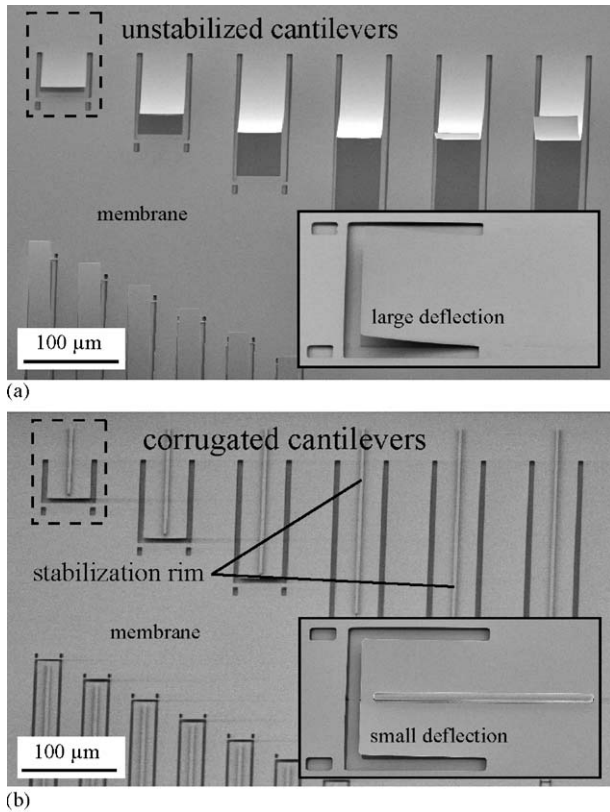 unstabilized cantilevers
membrane
large deflection
100 µm
(a)
corrugated cantilevers
stabilization rim
membrane
small deflection
100 µm
(b)